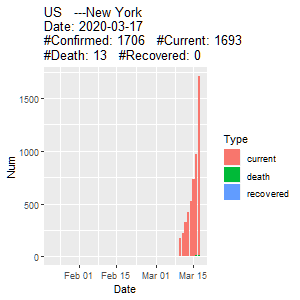 US   ---New York
Date: 2020-03-17
#Confirmed: 1706   #Current: 1693
#Death: 13   #Recovered: 0
Num
1500
1000
500
0
Feb 01
Feb 15
Mar 01
Mar 15
Date
Type
current
death
recovered